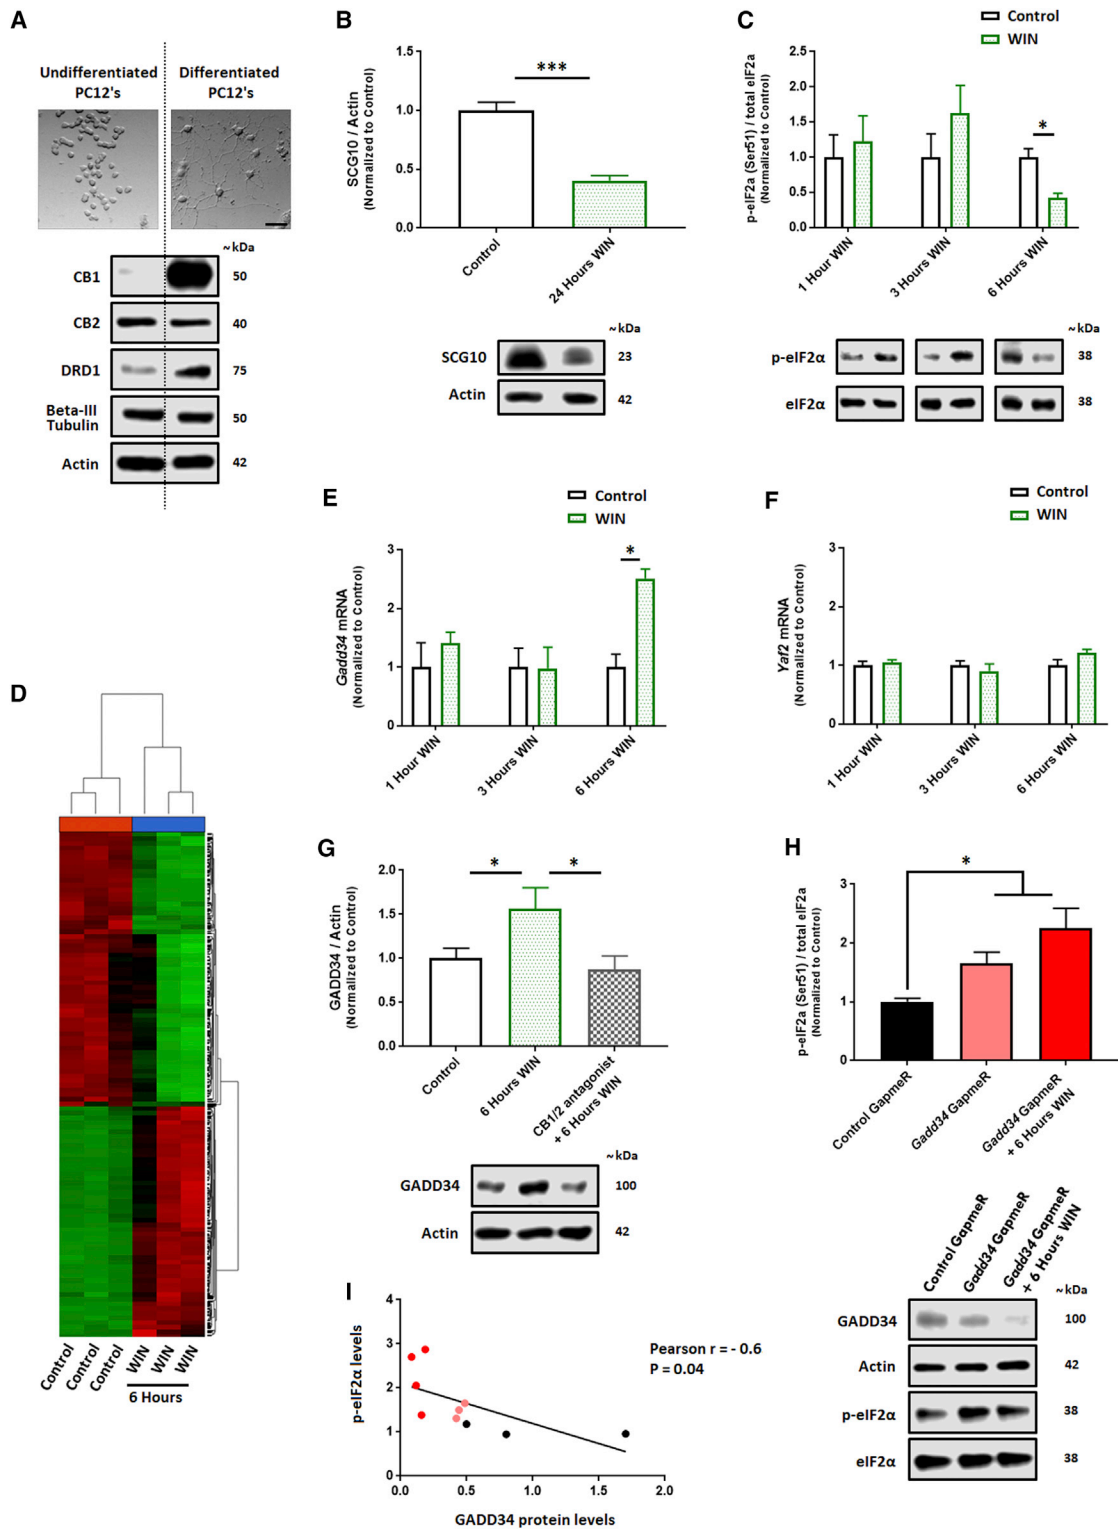 A
Undifferentiated PC12's
Differentiated PC12's
~ kDa
CB1
50
CB2
40
DRD1
75
Beta-III Tubulin
50
Actin
42
B
SCG10 / Actin
(Normalized to Control)
1.5
1.0
0.5
0.0
***
Control
24 Hours WIN
~ kDa
SCG10
23
Actin
42
C
Control
WIN
p-eIF2a (Ser51) / total eIF2a
(Normalized to Control)
2.5
2.0
1.5
1.0
0.5
0.0
*
1 Hour WIN
3 Hours WIN
6 Hours WIN
~ kDa
p-eIF2α
38
eIF2α
38
D
Control
Control
Control
WIN
WIN
WIN
6 Hours
E
Control
WIN
Gadd34 mRNA
(Normalized to Control)
3
2
1
0
*
1 Hour WIN
3 Hours WIN
6 Hours WIN
F
Control
WIN
Yaf2 mRNA
(Normalized to Control)
3
2
1
0
1 Hour WIN
3 Hours WIN
6 Hours WIN
G
GADD34 / Actin
(Normalized to Control)
2.0
1.5
1.0
0.5
0.0
*
*
Control
6 Hours WIN
CB1/2 antagonist
+ 6 Hours WIN
~ kDa
GADD34
100
Actin
42
H
p-eIF2a (Ser51) / total eIF2a
(Normalized to Control)
3
2
1
0
*
Control GapmeR
Gadd34 GapmeR
Gadd34 GapmeR
+ 6 Hours WIN
Control GapmeR
Gadd34 GapmeR
Gadd34 GapmeR
+ 6 Hours WIN
~ kDa
GADD34
100
Actin
42
p-eIF2α
38
eIF2α
38
I
p-eIF2α levels
4
3
2
1
0
0.0
0.5
1.0
1.5
2.0
GADD34 protein levels
Pearson r = - 0.6
P = 0.04